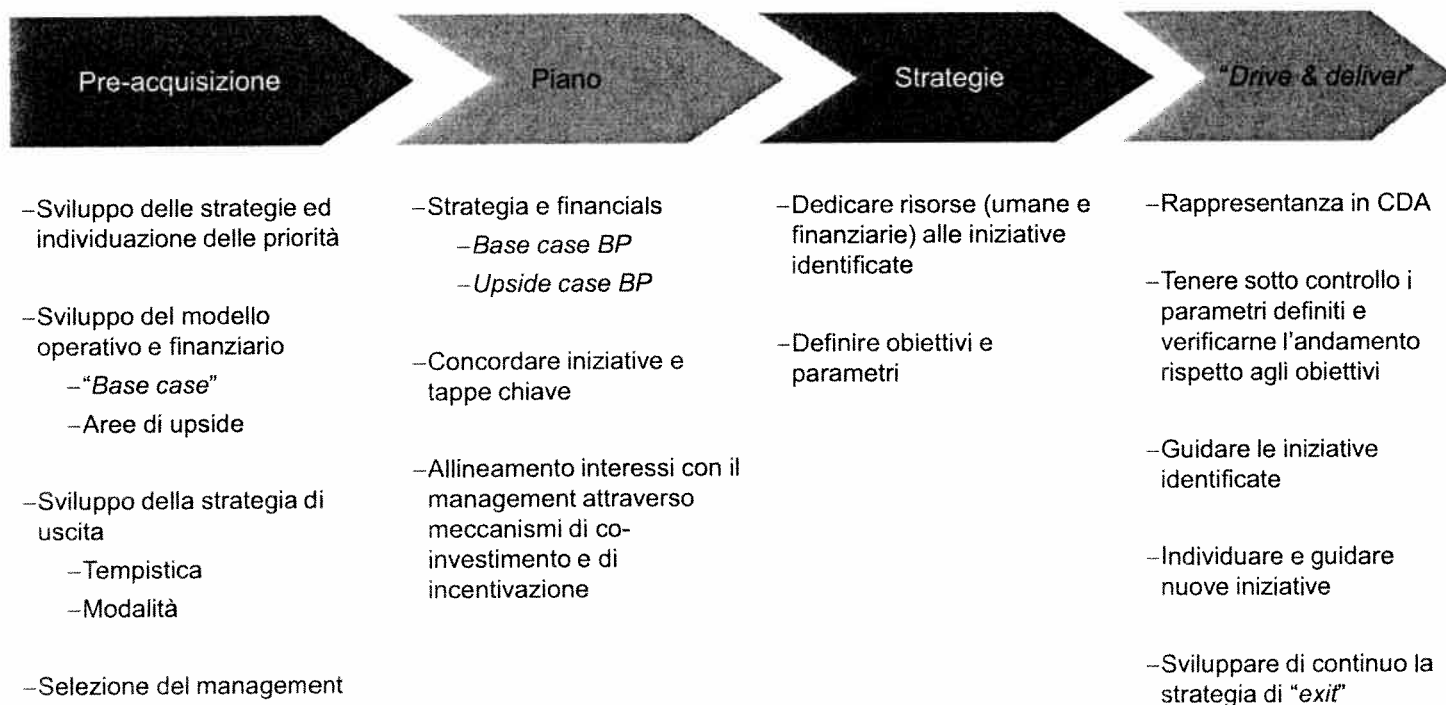 Pre-acquisizione
Piano
Strategie
"Drive & deliver"
–Sviluppo delle strategie ed
individuazione delle priorità
–Sviluppo del modello
operativo e finanziario
–"Base case"
–Aree di upside
–Sviluppo della strategia di
uscita
–Tempistica
–Modalità
–Selezione del management
–Strategia e financials
–Base case BP
–Upside case BP
–Concordare iniziative e
tappe chiave
–Allineamento interessi con il
management attraverso
meccanismi di co-
investimento e di
incentivazione
–Dedicare risorse (umane e
finanziarie) alle iniziative
identificate
–Definire obiettivi e
parametri
–Rappresentanza in CDA
–Tenere sotto controllo i
parametri definiti e
verificarne l'andamento
rispetto agli obiettivi
–Guidare le iniziative
identificate
–Individuare e guidare
nuove iniziative
–Sviluppare di continuo la
strategia di "exit"